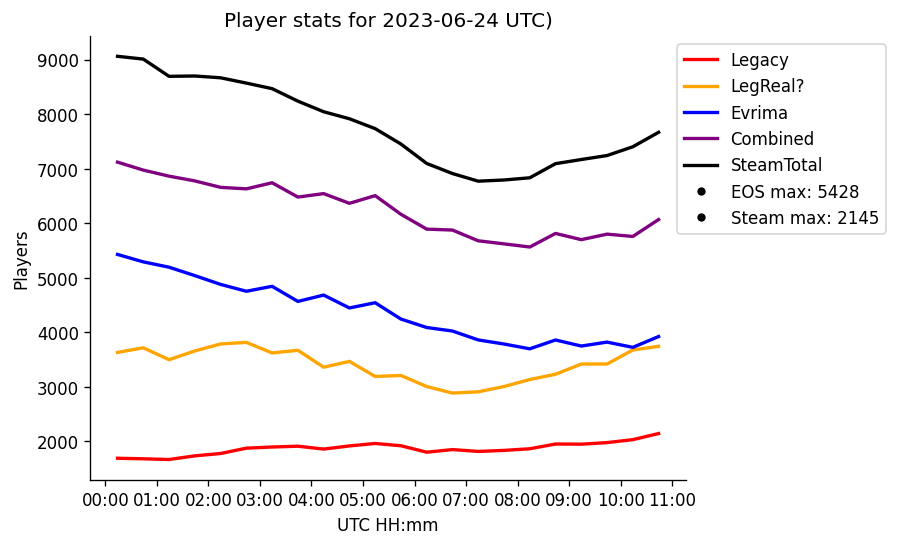 Player stats for 2023-06-24 UTC)
9000
8000
7000
6000
5000
4000
3000
2000
Players
Legacy
LegReal?
Evrima
Combined
SteamTotal
EOS max: 5428
Steam max: 2145
00:00 01:00 02:00 03:00 04:00 05:00 06:00 07:00 08:00 09:00 10:00 11:00
UTC HH:mm